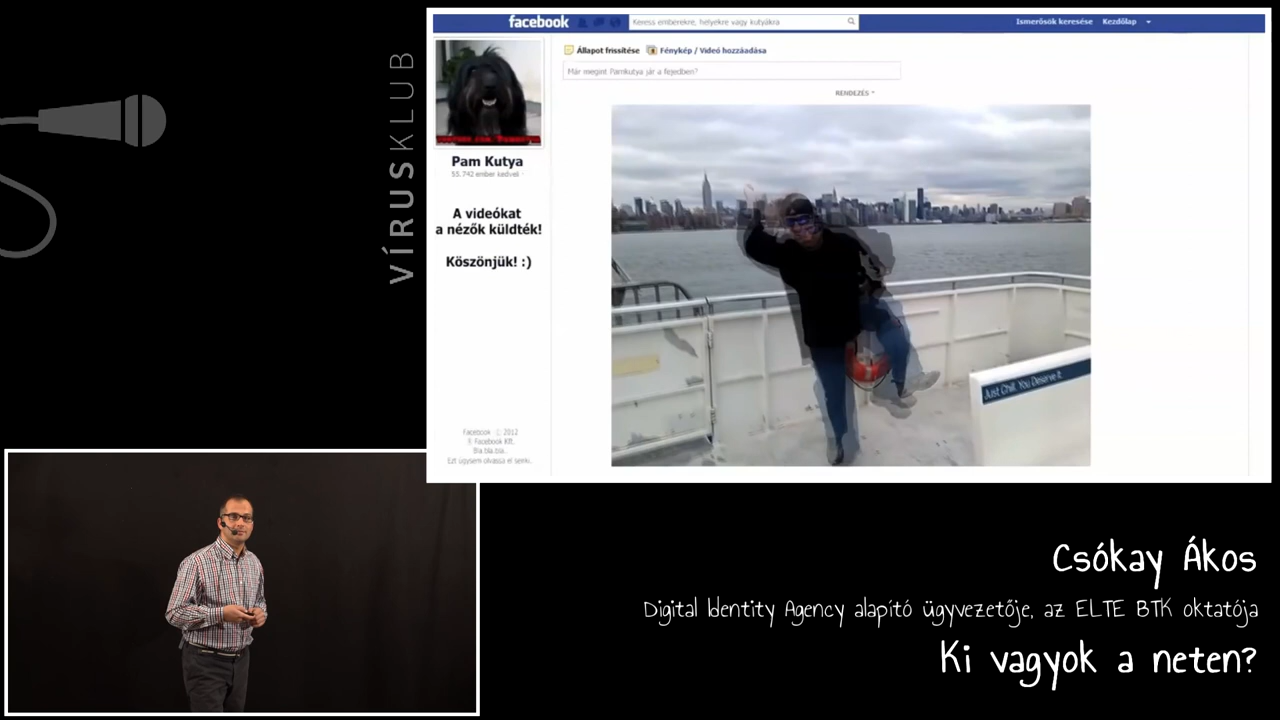 VÍRUSKLUB
facebook
Keress emberekre, helyekre vagy kutyákra
Ismerősök keresése Kezdőlap
Állapot frissítése Fénykép / Videó hozzáadása
Már megint Pamkutya jár a fejedben?
RENDEZÉS
Pam Kutya
55.742 ember kedveli
A videókat
a nézők küldték!
Köszönjük! :)
Just Chill. You Deserve It.
Facebook © 2012
® Facebook Kft.
Bla.bla.bla..
Ezt úgysem olvassa el senki.
Csókay Ákos
Digital Identity Agency alapító ügyvezetője, az ELTE BTK oktatója
Ki vagyok a neten?